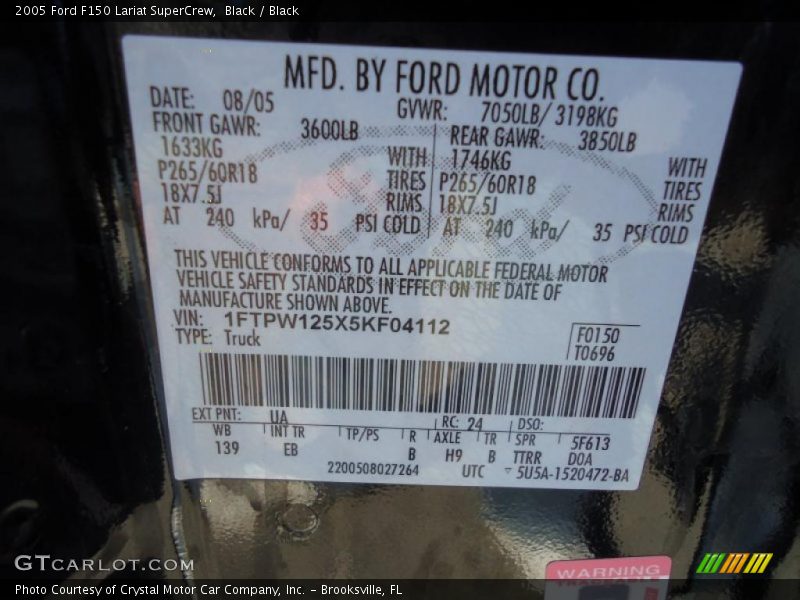 2005 Ford F150 Lariat SuperCrew, Black / Black
MFD. BY FORD MOTOR CO.
DATE: 08/05 GVWR: 7050LB/ 3198KG
FRONT GAWR: 3600LB REAR GAWR: 3850LB
1633KG WITH 1746KG WITH
P265/60R18 TIRES P265/60R18 TIRES
18X7.5J RIMS 18X7.5J RIMS
AT 240 kPa/ 35 PSI COLD AT 240 kPa/ 35 PSI COLD
Ford
THIS VEHICLE CONFORMS TO ALL APPLICABLE FEDERAL MOTOR
VEHICLE SAFETY STANDARDS IN EFFECT ON THE DATE OF
MANUFACTURE SHOWN ABOVE.
VIN: 1FTPW125X5KF04112
TYPE: Truck
F0150
T0696
EXT PNT: UA RC: 24 DSO:
WB INT TR TP/PS R AXLE TR SPR 5F613
139 EB B H9 B TTRR DOA
2200508027264 UTC 5U5A-1520472-BA
WARNING
GTCARLOT.COM
Photo Courtesy of Crystal Motor Car Company, Inc. – Brooksville, FL